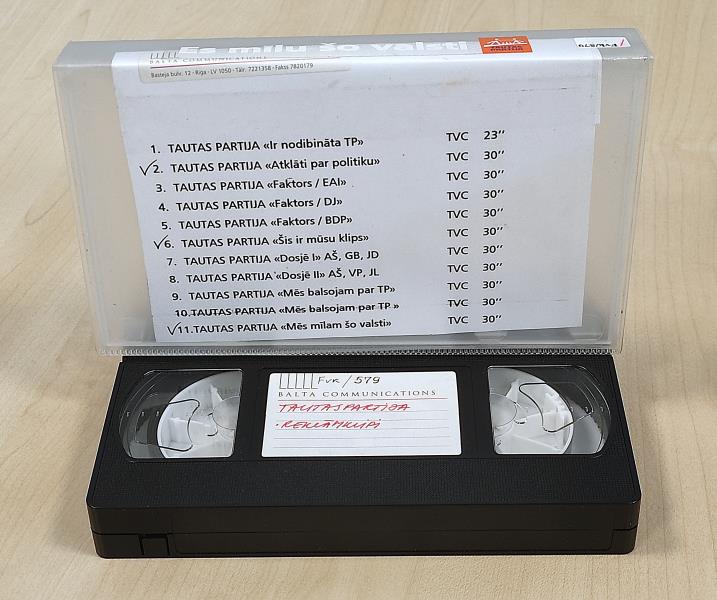 Es mīlu šo valsti
TAUTAS PARTIJA
/FVK/579
BALTA COMMUNICATIONS
Basteja bulv. 12 • Rīga • LV 1050 • Tālr. 7221358 • Fakss 7820179
1. TAUTAS PARTIJA «Ir nodibināta TP» TVC 23’’
✓2. TAUTAS PARTIJA «Atklāti par politiku» TVC 30’’
3. TAUTAS PARTIJA «Faktors / EAI» TVC 30’’
4. TAUTAS PARTIJA «Faktors / DJ» TVC 30’’
5. TAUTAS PARTIJA «Faktors / BDP» TVC 30’’
✓6. TAUTAS PARTIJA «Šis ir mūsu klips» TVC 30’’
7. TAUTAS PARTIJA «Dosjē I» AŠ, GB, JD TVC 30’’
8. TAUTAS PARTIJA «Dosjē II» AŠ, VP, JL TVC 30’’
9. TAUTAS PARTIJA «Mēs balsojam par TP» TVC 30’’
10. TAUTAS PARTIJA «Mēs balsojam par TP» TVC 30’’
✓11. TAUTAS PARTIJA «Mēs mīlam šo valsti» TVC 30’’
FVK/579
BALTA COMMUNICATIONS
TAUTAS PARTIJA
• REKLĀMKLIPI